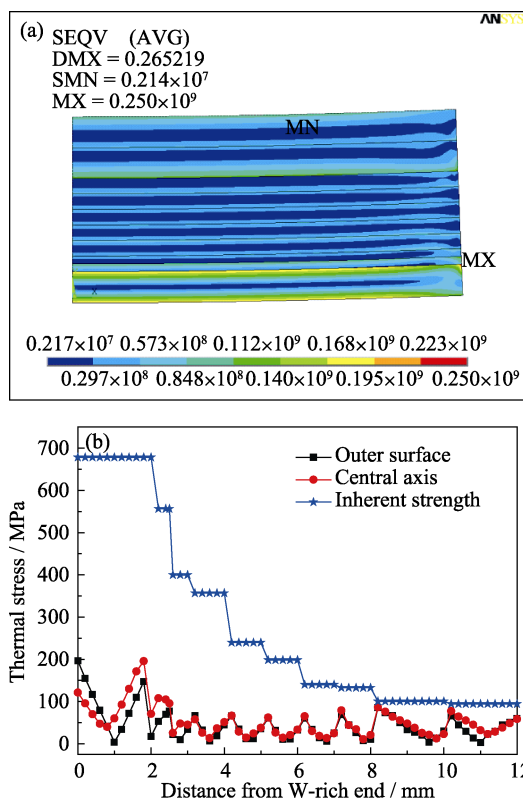 (a)
ANSYS
SEQV (AVG)
DMX = 0.265219
SMN = 0.214×10⁷
MX = 0.250×10⁹
MN
MX
X
0.217×10⁷ 0.573×10⁸ 0.112×10⁹ 0.168×10⁹ 0.223×10⁹
0.297×10⁸ 0.848×10⁸ 0.140×10⁹ 0.195×10⁹ 0.250×10⁹
(b)
Outer surface
Central axis
Inherent strength
Thermal stress / MPa
700
600
500
400
300
200
100
0
0 2 4 6 8 10 12
Distance from W-rich end / mm